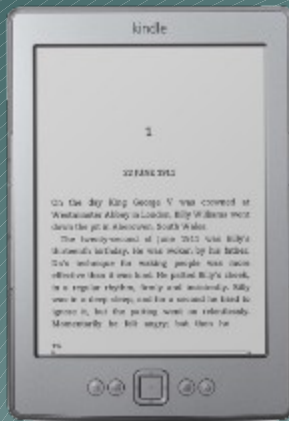 kindle
1
22 JUNE 1911
On the day King George V was crowned at
Westminster Abbey in London, Billy Williams went
down the pit in Aberowen, South Wales.
The twenty-second of June 1911 was Billy's
thirteenth birthday. He was woken by his father.
Da's technique for waking people was more
effective than it was kind. He patted Billy's cheek,
in a regular rhythm, firmly and insistently. Billy
was in a deep sleep, and for a second he tried to
ignore it, but the patting went on relentlessly.
Momentarily he felt angry; but then he